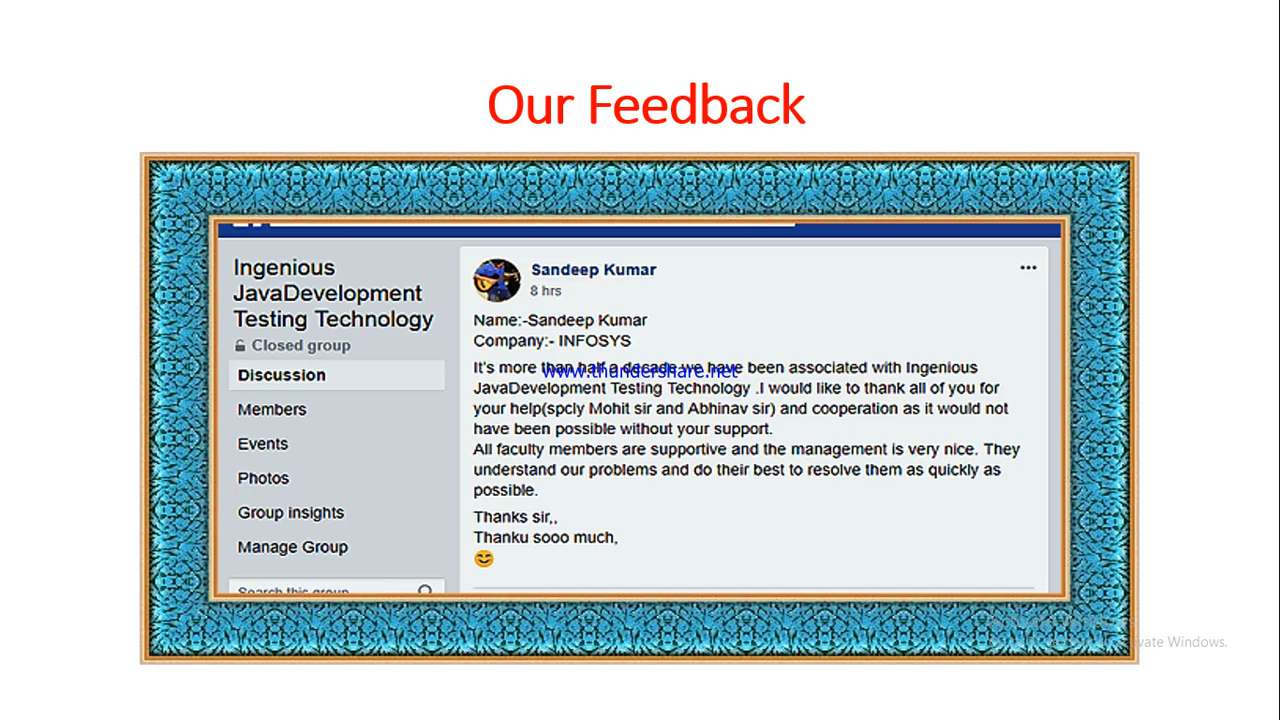 Our Feedback
Ingenious
JavaDevelopment
Testing Technology
Closed group
Discussion
Members
Events
Photos
Group insights
Manage Group
Search this group
Sandeep Kumar
8 hrs
Name:-Sandeep Kumar
Company:- INFOSYS
It's more than half a decade we have been associated with Ingenious
www.thundershare.net
JavaDevelopment Testing Technology .I would like to thank all of you for
your help(spcly Mohit sir and Abhinav sir) and cooperation as it would not
have been possible without your support.
All faculty members are supportive and the management is very nice. They
understand our problems and do their best to resolve them as quickly as
possible.
Thanks sir,,
Thanku sooo much,
😊
vate Windows.